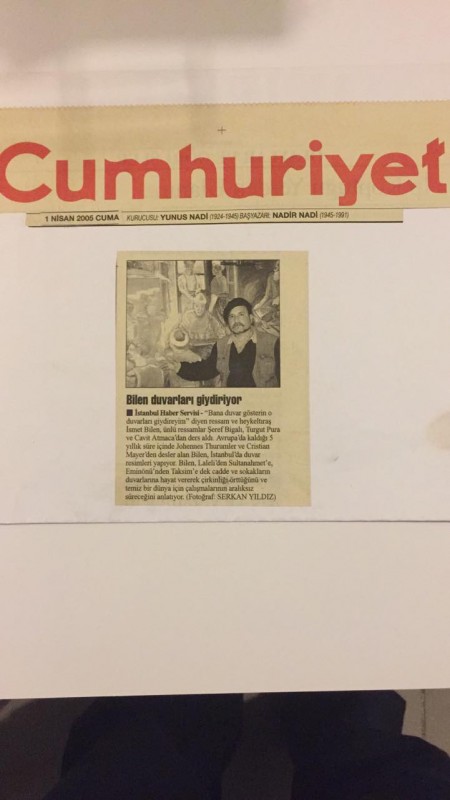 Cumhuriyet
1 NİSAN 2005 CUMA KURUCUSU: YUNUS NADİ (1924-1945) BAŞYAZARI: NADİR NADİ (1945-1991)
Bilen duvarları giydiriyor
İstanbul Haber Servisi - "Bana duvar gösterin o
duvarları giydireyim" diyen ressam ve heykeltıraş
İsmet Bilen, ünlü ressamlar Şeref Bigalı, Turgut Pura
ve Cavit Atmaca'dan ders aldı. Avrupa'da kaldığı 5
yıllık süre içinde Johennes Thursmler ve Cristian
Mayer'den desler alan Bilen, İstanbul'da duvar
resimleri yapıyor. Bilen, Laleli'den Sultanahmet'e,
Eminönü'nden Taksim'e dek cadde ve sokakların
duvarlarına hayat vererek çirkinliği örttüğünü ve
temiz bir dünya için çalışmalarının aralıksız
süreceğini anlatıyor. (Fotoğraf: SERKAN YILDIZ)